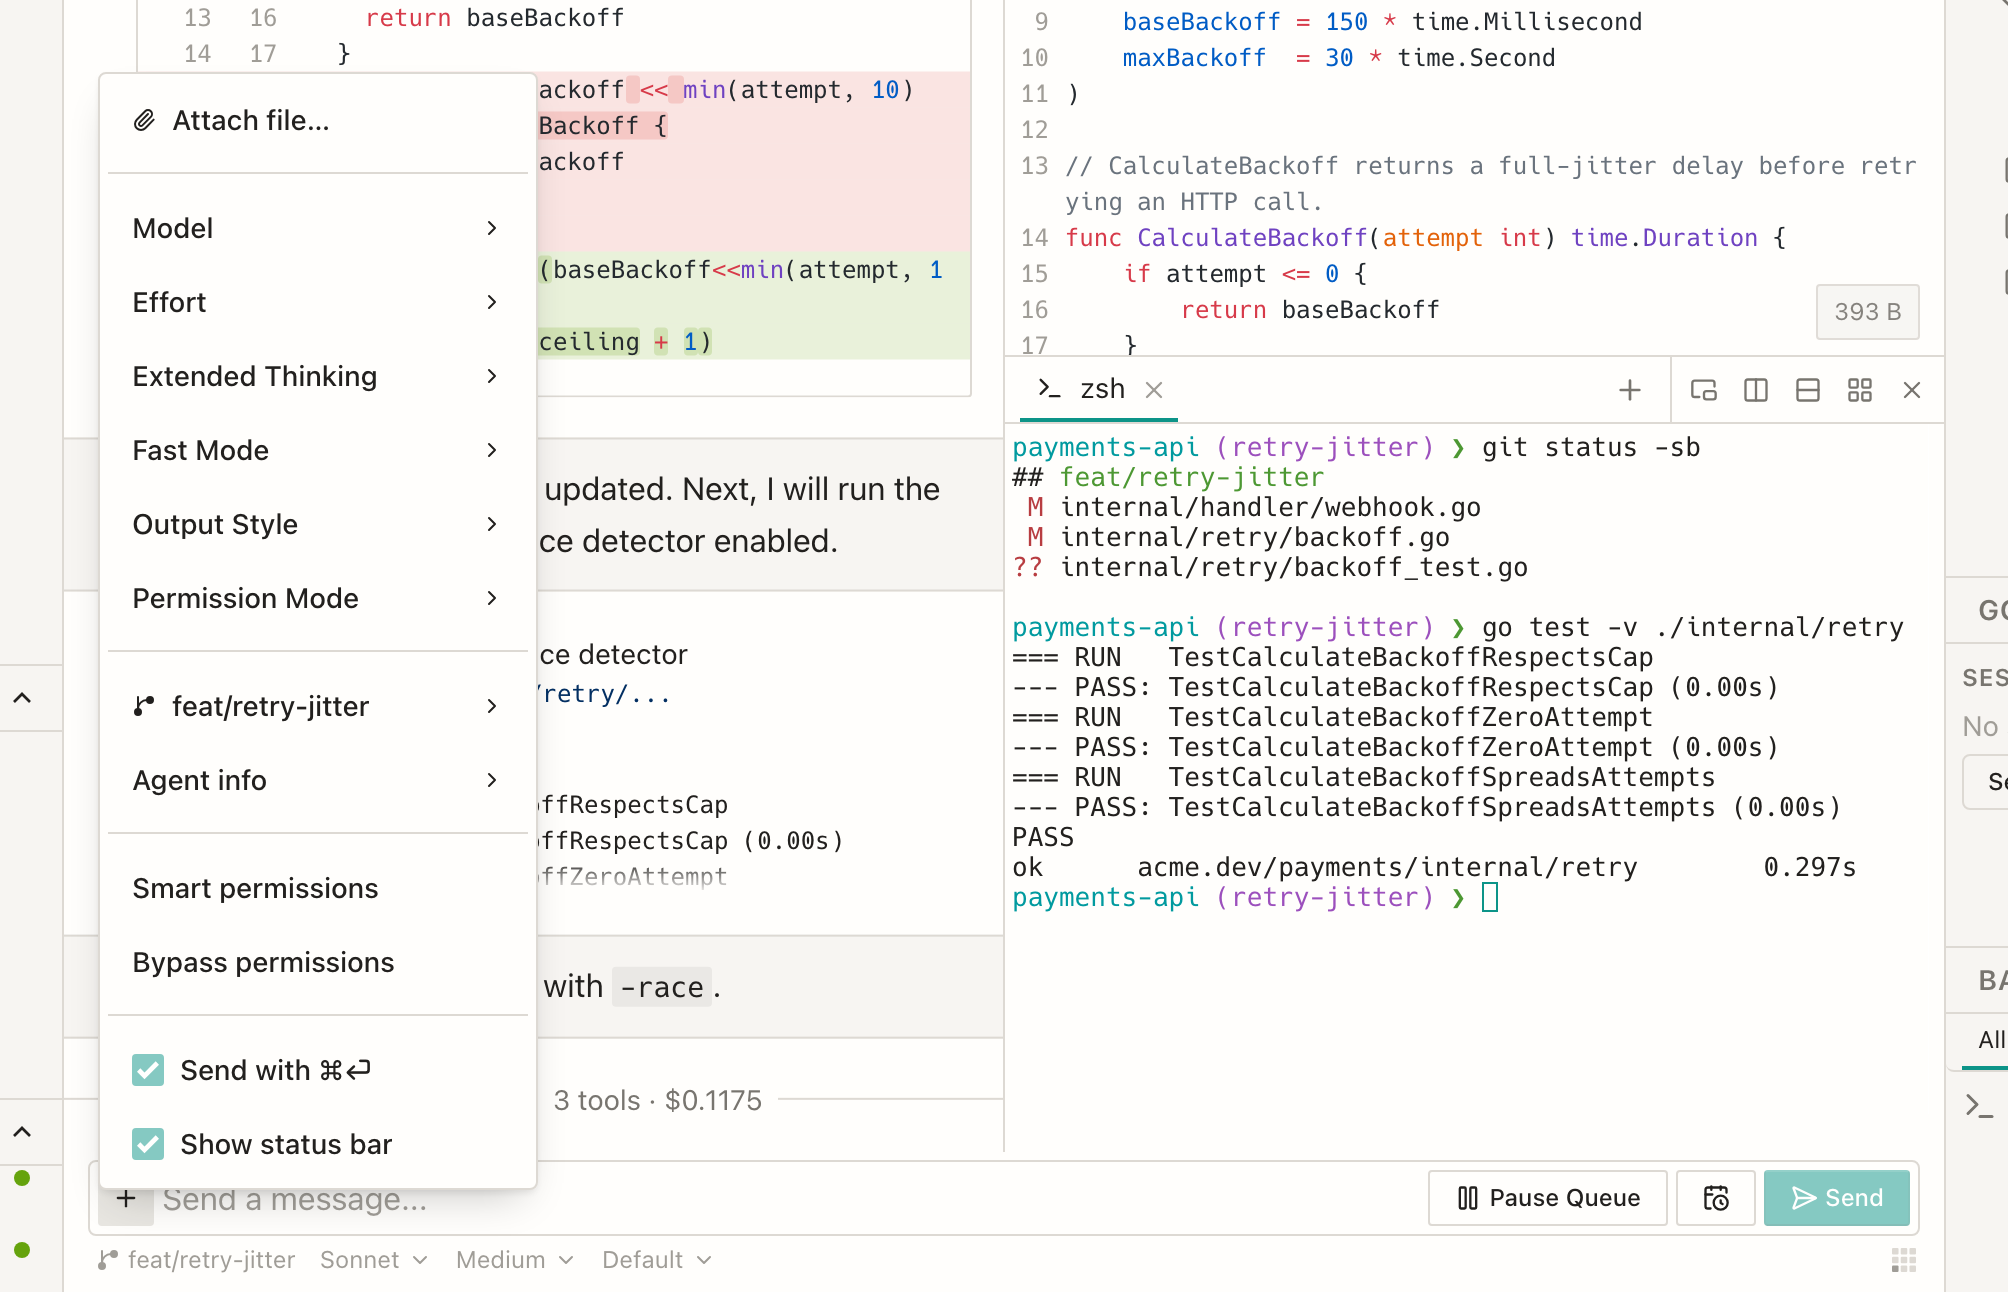 13 16 return baseBackoff
14 17 }
ackoff << min(attempt, 10)
Backoff {
ackoff
(baseBackoff<<min(attempt, 1
ceiling + 1)
Attach file...
Model
Effort
Extended Thinking
Fast Mode
Output Style
Permission Mode
feat/retry-jitter
Agent info
Smart permissions
Bypass permissions
Send with ⌘⏎
Show status bar
updated. Next, I will run the
ce detector enabled.
ce detector
/retry/...
offRespectsCap
offRespectsCap (0.00s)
offZeroAttempt
with -race.
3 tools · $0.1175
9 baseBackoff = 150 * time.Millisecond
10 maxBackoff = 30 * time.Second
11 )
12
13 // CalculateBackoff returns a full-jitter delay before retr
ying an HTTP call.
14 func CalculateBackoff(attempt int) time.Duration {
15 if attempt <= 0 {
16 return baseBackoff
17 }
393 B
zsh
payments-api (retry-jitter) ❯ git status -sb
## feat/retry-jitter
M internal/handler/webhook.go
M internal/retry/backoff.go
?? internal/retry/backoff_test.go
payments-api (retry-jitter) ❯ go test -v ./internal/retry
=== RUN TestCalculateBackoffRespectsCap
--- PASS: TestCalculateBackoffRespectsCap (0.00s)
=== RUN TestCalculateBackoffZeroAttempt
--- PASS: TestCalculateBackoffZeroAttempt (0.00s)
=== RUN TestCalculateBackoffSpreadsAttempts
--- PASS: TestCalculateBackoffSpreadsAttempts (0.00s)
PASS
ok acme.dev/payments/internal/retry 0.297s
payments-api (retry-jitter) ❯
GO
SES
No
Se
BA
All
Send a message...
Pause Queue
Send
feat/retry-jitter Sonnet Medium Default